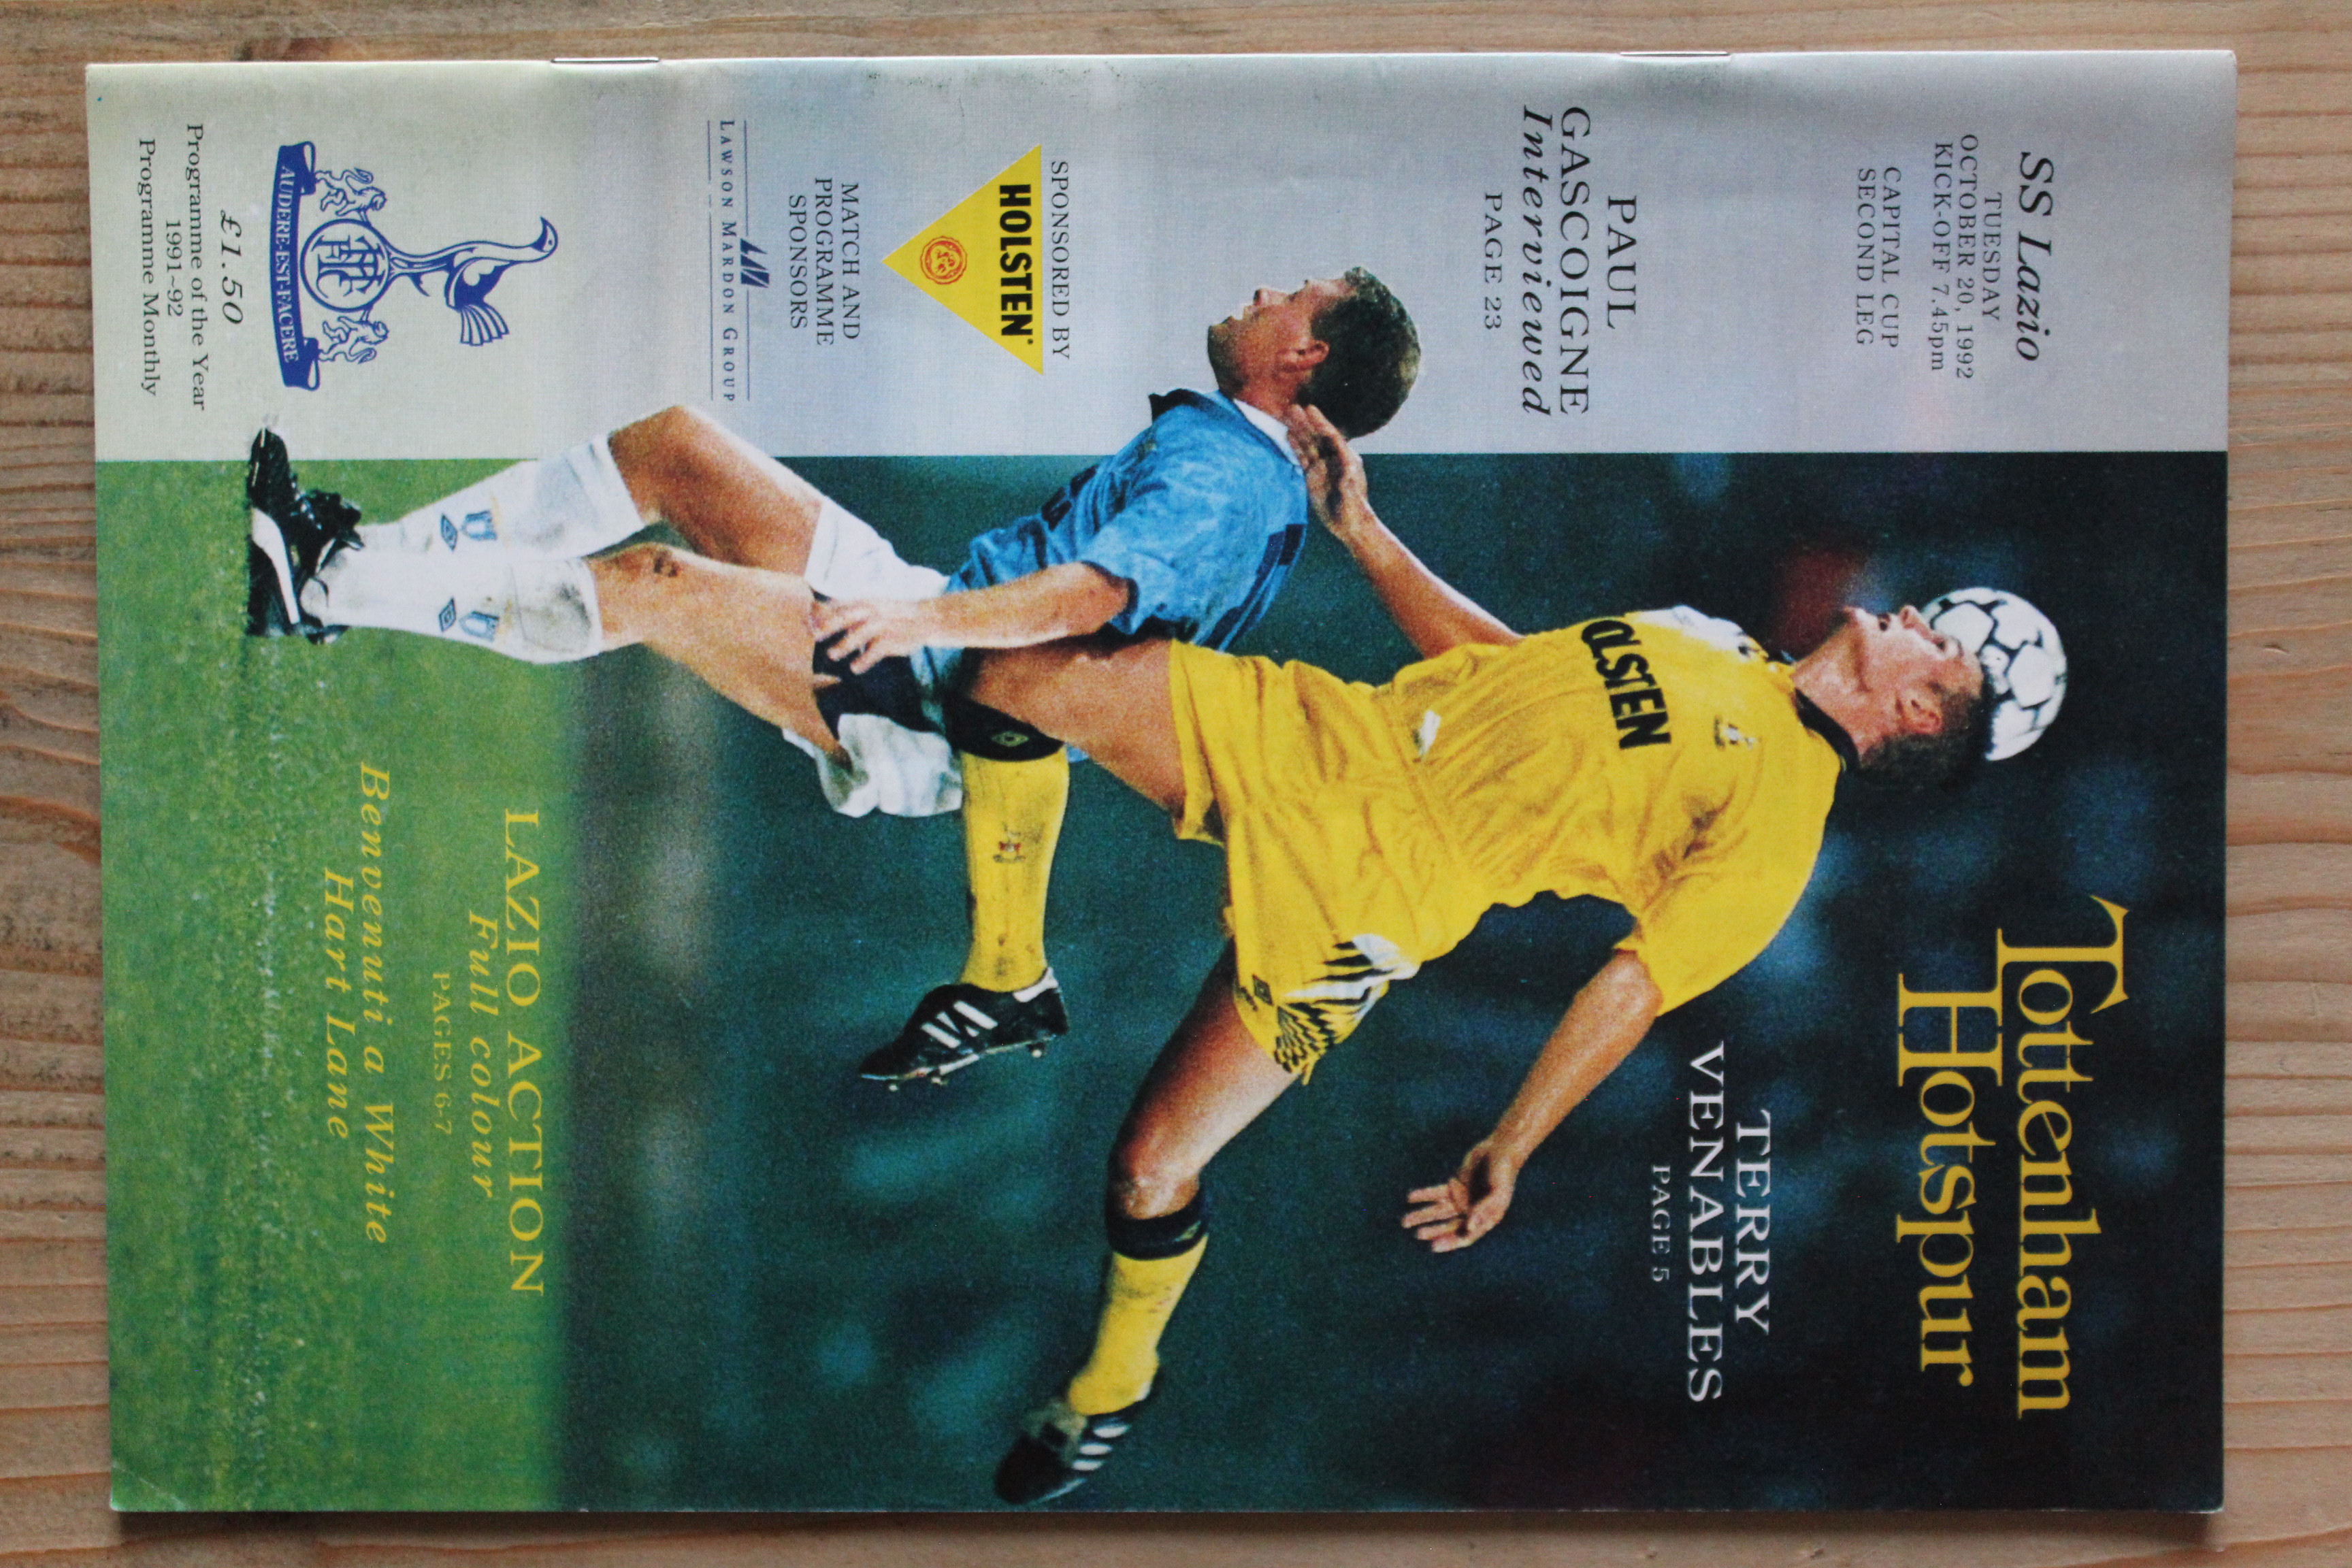 SS Lazio
TUESDAY
OCTOBER 20, 1992
KICK-OFF 7.45pm
CAPITAL CUP
SECOND LEG
PAUL
GASCOIGNE
Interviewed
PAGE 23
SPONSORED BY
HOLSTEN
MATCH AND
PROGRAMME
SPONSORS
LAWSON MARDON GROUP
AUDERE·EST·FACERE
£1.50
Programme of the Year
1991~92
Programme Monthly
Tottenham
Hotspur
TERRY
VENABLES
PAGE 5
OLSTEN
LAZIO ACTION
Full colour
PAGES 6-7
Benvenuti a White
Hart Lane